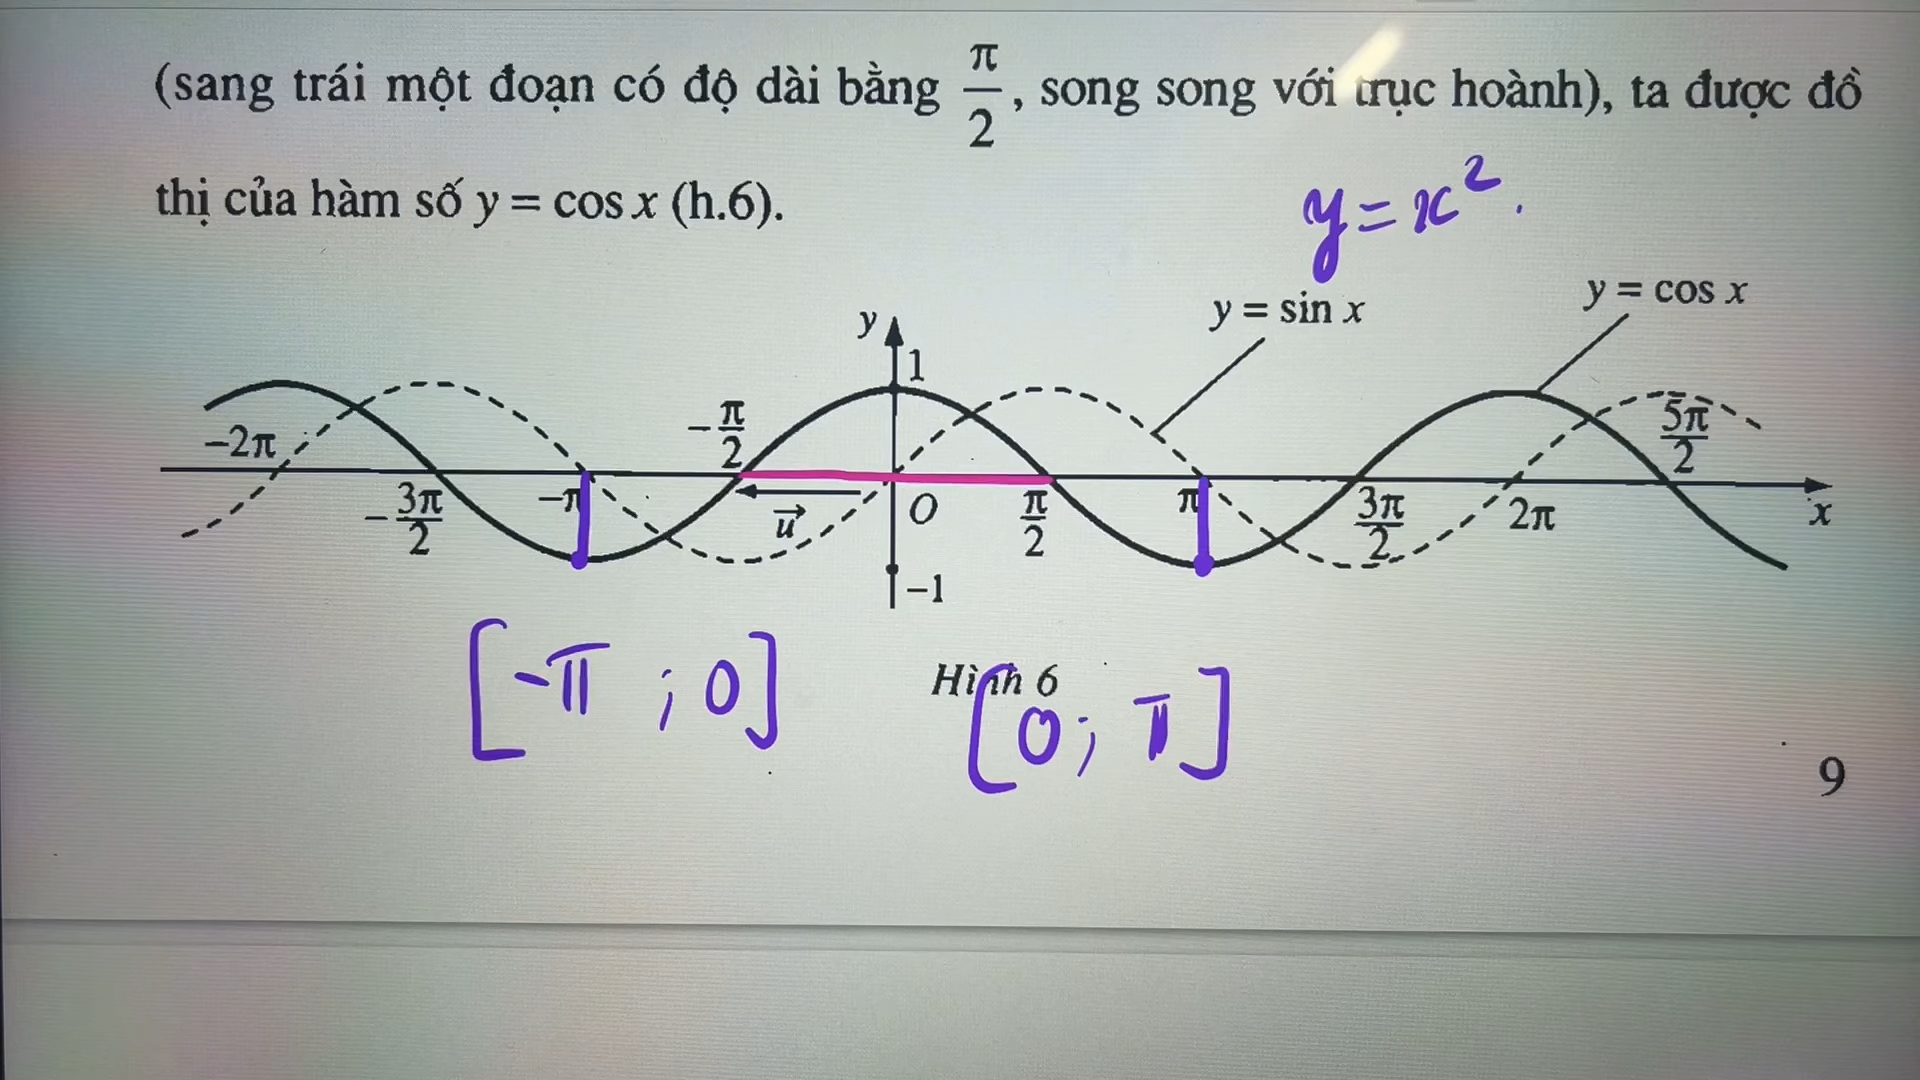 (sang trái một đoạn có độ dài bằng π/2, song song với trục hoành), ta được đồ
thị của hàm số y = cos x (h.6).
y = x².
y = sin x
y = cos x
y
1
-2π
-π/2
5π/2
-3π/2
-π
u⃗
O
π/2
π
3π/2
2π
x
-1
[-π ; 0]
Hình 6
[0; π]
9